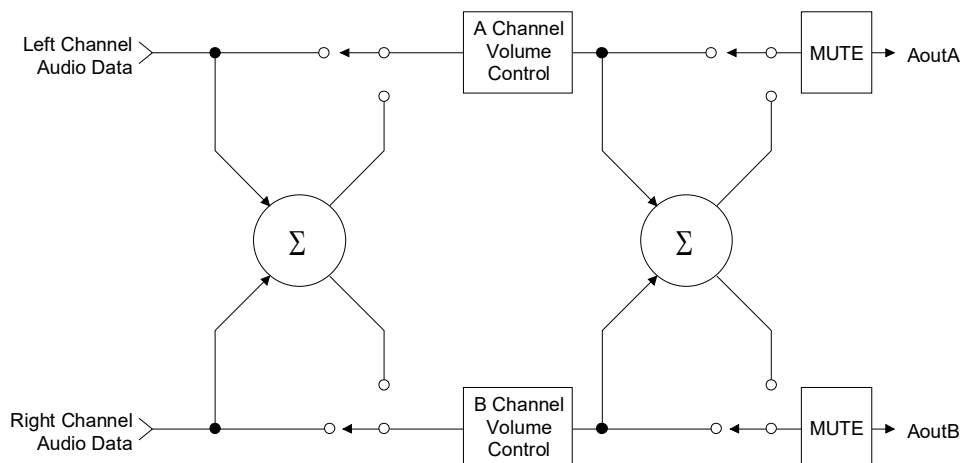 Left Channel
Audio Data
A Channel
Volume
Control
MUTE
AoutA
Σ
Σ
Right Channel
Audio Data
B Channel
Volume
Control
MUTE
AoutB